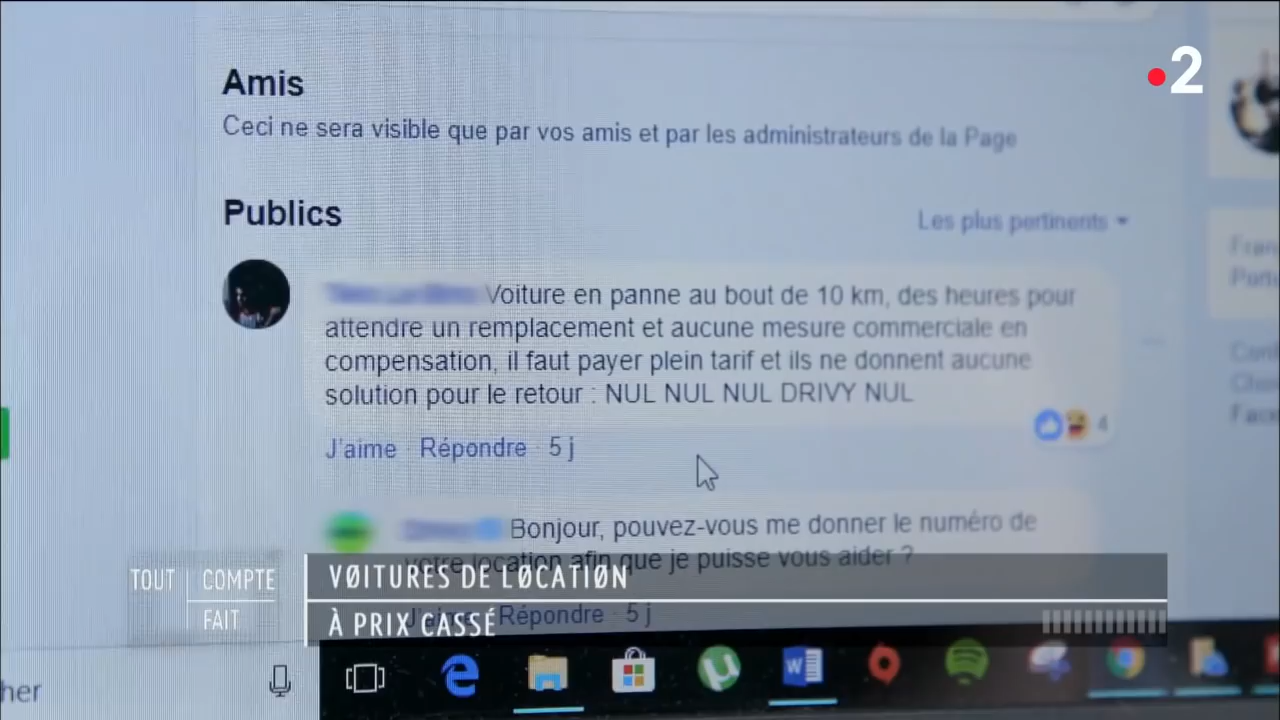 2
Amis
Ceci ne sera visible que par vos amis et par les administrateurs de la Page
Publics
Les plus pertinents
Voiture en panne au bout de 10 km, des heures pour
attendre un remplacement et aucune mesure commerciale en
compensation, il faut payer plein tarif et ils ne donnent aucune
solution pour le retour : NUL NUL NUL DRIVY NUL
4
J'aime · Répondre · 5 j
Bonjour, pouvez-vous me donner le numéro de
votre location afin que je puisse vous aider ?
J'aime · Répondre · 5 j
TOUT COMPTE
FAIT
VØITURES DE LØCATIØN
À PRIX CASSÉ
her